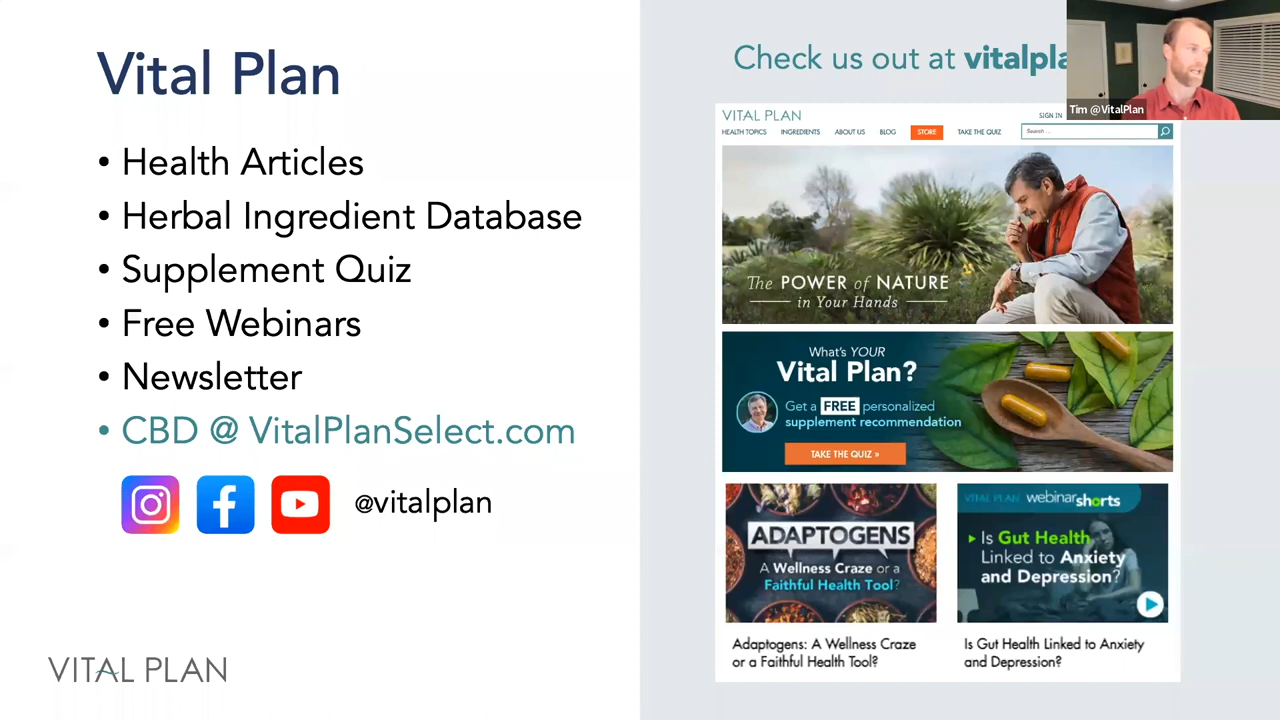 Vital Plan
• Health Articles
• Herbal Ingredient Database
• Supplement Quiz
• Free Webinars
• Newsletter
• CBD @ VitalPlanSelect.com
@vitalplan
VITAL PLAN
Check us out at vitalpla
Tim @VitalPlan
VITAL PLAN
SIGN IN
HEALTH TOPICS INGREDIENTS ABOUT US BLOG STORE TAKE THE QUIZ Search ...
The POWER of NATURE
in Your Hands
What's YOUR
Vital Plan?
Get a FREE personalized
supplement recommendation
TAKE THE QUIZ »
ADAPTOGENS
A Wellness Craze or a
Faithful Health Tool?
Adaptogens: A Wellness Craze
or a Faithful Health Tool?
VITAL PLAN webinarshorts
Is Gut Health
Linked to Anxiety
and Depression?
Is Gut Health Linked to Anxiety
and Depression?